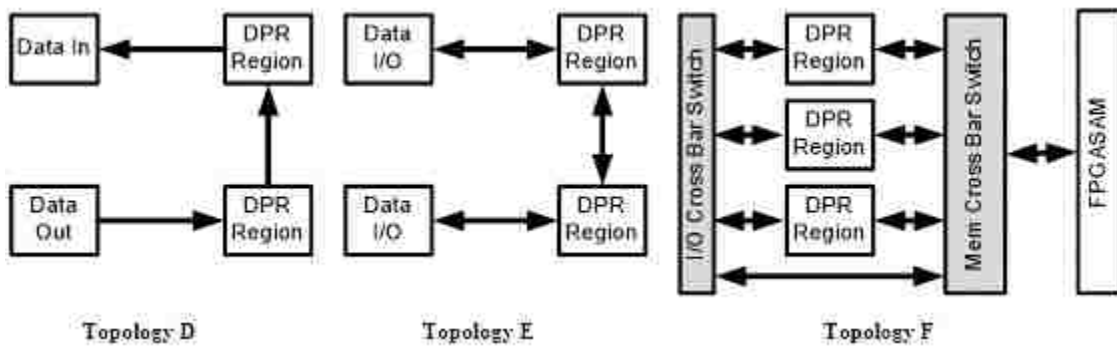 Data In
DPR
Region
Data
Out
DPR
Region
Topology D
Data
I/O
DPR
Region
Data
I/O
DPR
Region
Topology E
I/O Cross Bar Switch
DPR
Region
DPR
Region
DPR
Region
Mem Cross Bar Switch
FPGASAM
Topology F